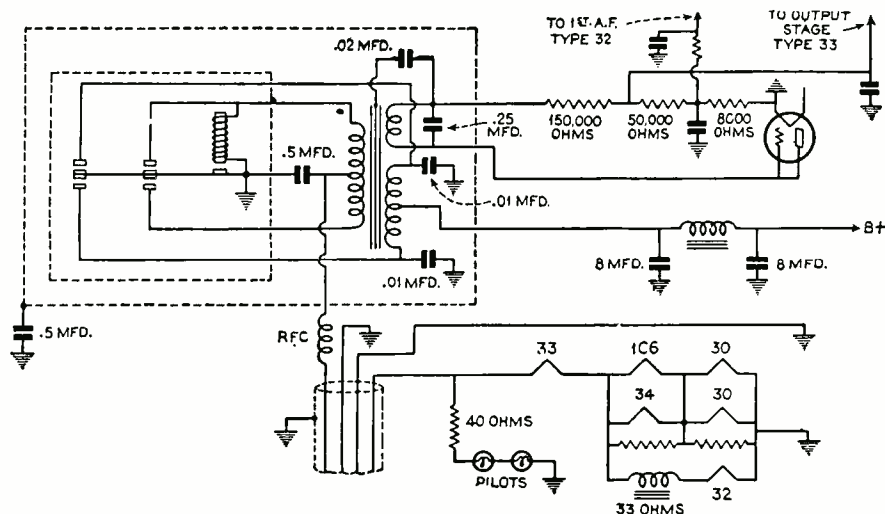 TO 1ST. A.F.
TYPE 32
TO OUTPUT
STAGE
TYPE 33
.02 MFD.
.25
MFD.
150,000
OHMS
50,000
OHMS
8000
OHMS
.5 MFD.
.01 MFD.
B+
8 MFD.
8 MFD.
.01 MFD.
.5 MFD.
RFC
33
1C6
30
34
30
40 OHMS
PILOTS
33 OHMS
32